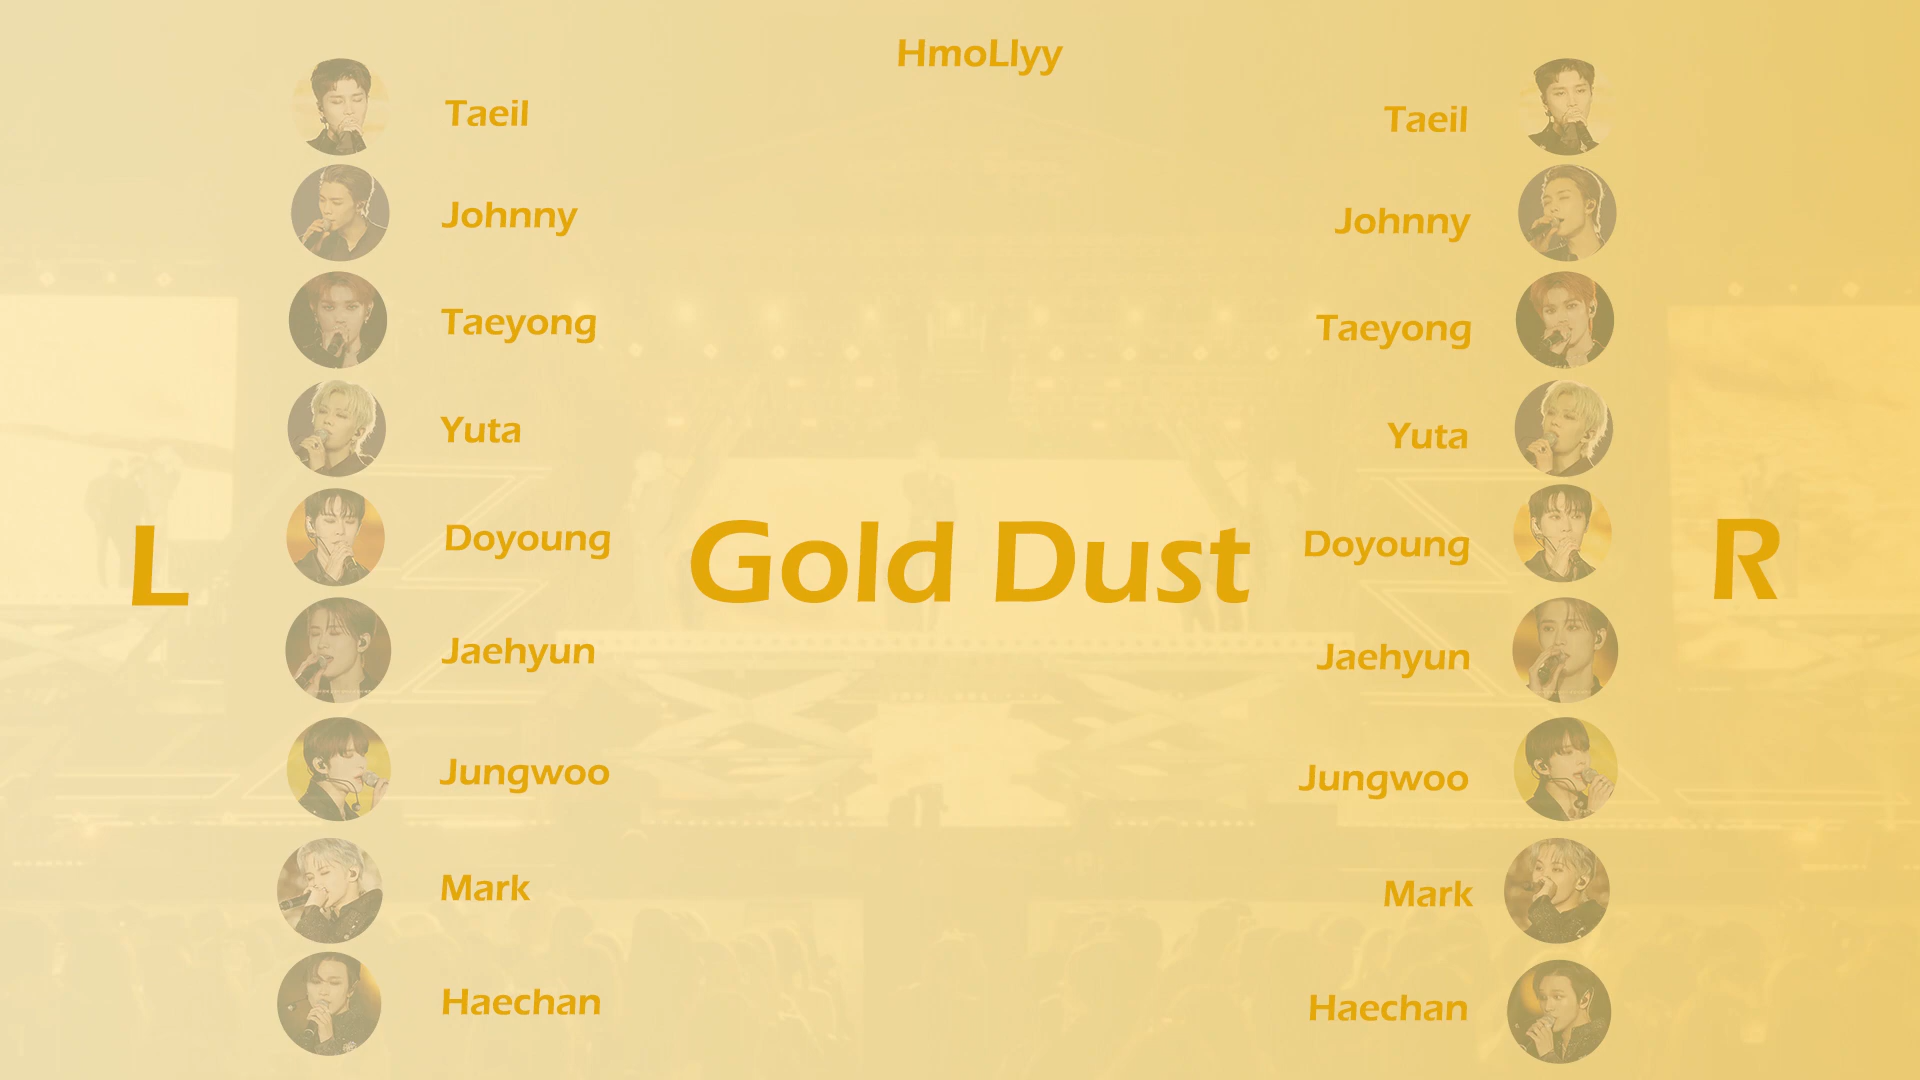 HmoLlyy
Taeil
Johnny
Taeyong
Yuta
Doyoung
Jaehyun
Jungwoo
Mark
Haechan
L
Gold Dust
R
Taeil
Johnny
Taeyong
Yuta
Doyoung
Jaehyun
Jungwoo
Mark
Haechan